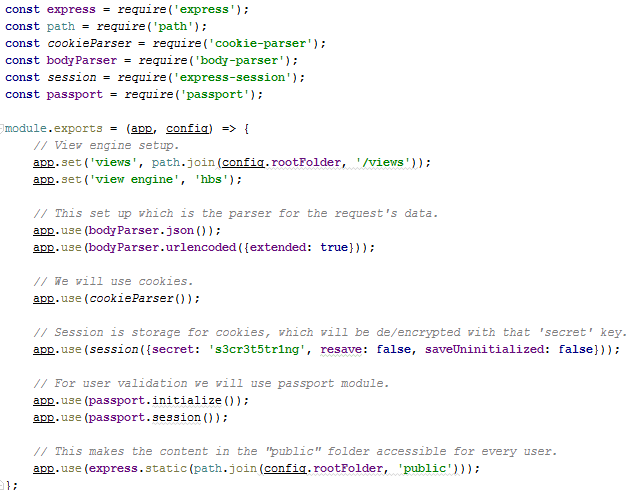 const express = require('express');
const path = require('path');
const cookieParser = require('cookie-parser');
const bodyParser = require('body-parser');
const session = require('express-session');
const passport = require('passport');
module.exports = (app, config) => {
// View engine setup.
app.set('views', path.join(config.rootFolder, '/views'));
app.set('view engine', 'hbs');
// This set up which is the parser for the request's data.
app.use(bodyParser.json());
app.use(bodyParser.urlencoded({extended: true}));
// We will use cookies.
app.use(cookieParser());
// Session is storage for cookies, which will be de/encrypted with that 'secret' key.
app.use(session({secret: 's3cr3t5tr1ng', resave: false, saveUninitialized: false}));
// For user validation we will use passport module.
app.use(passport.initialize());
app.use(passport.session());
// This makes the content in the "public" folder accessible for every user.
app.use(express.static(path.join(config.rootFolder, 'public')));
};